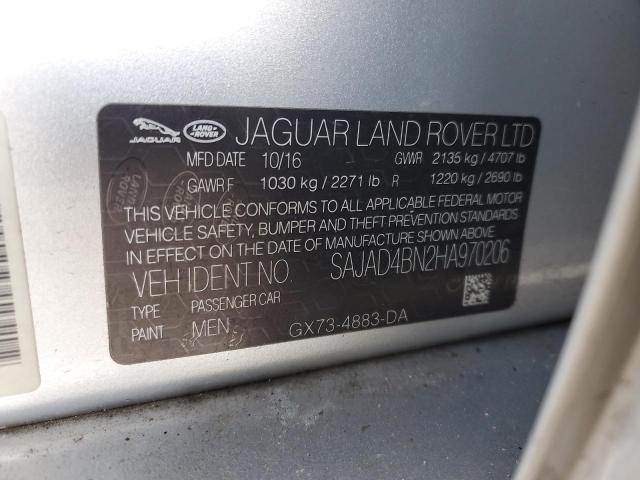 JAGUAR LAND ROVER JAGUAR LAND ROVER LTD
MFD DATE 10/16 GVWR 2135 kg / 4707 lb
GAWR F 1030 kg / 2271 lb R 1220 kg / 2690 lb
THIS VEHICLE CONFORMS TO ALL APPLICABLE FEDERAL MOTOR
VEHICLE SAFETY, BUMPER AND THEFT PREVENTION STANDARDS
IN EFFECT ON THE DATE OF MANUFACTURE SHOWN ABOVE
VEH IDENT NO. SAJAD4BN2HA970206
TYPE PASSENGER CAR
PAINT MEN GX73-4883-DA